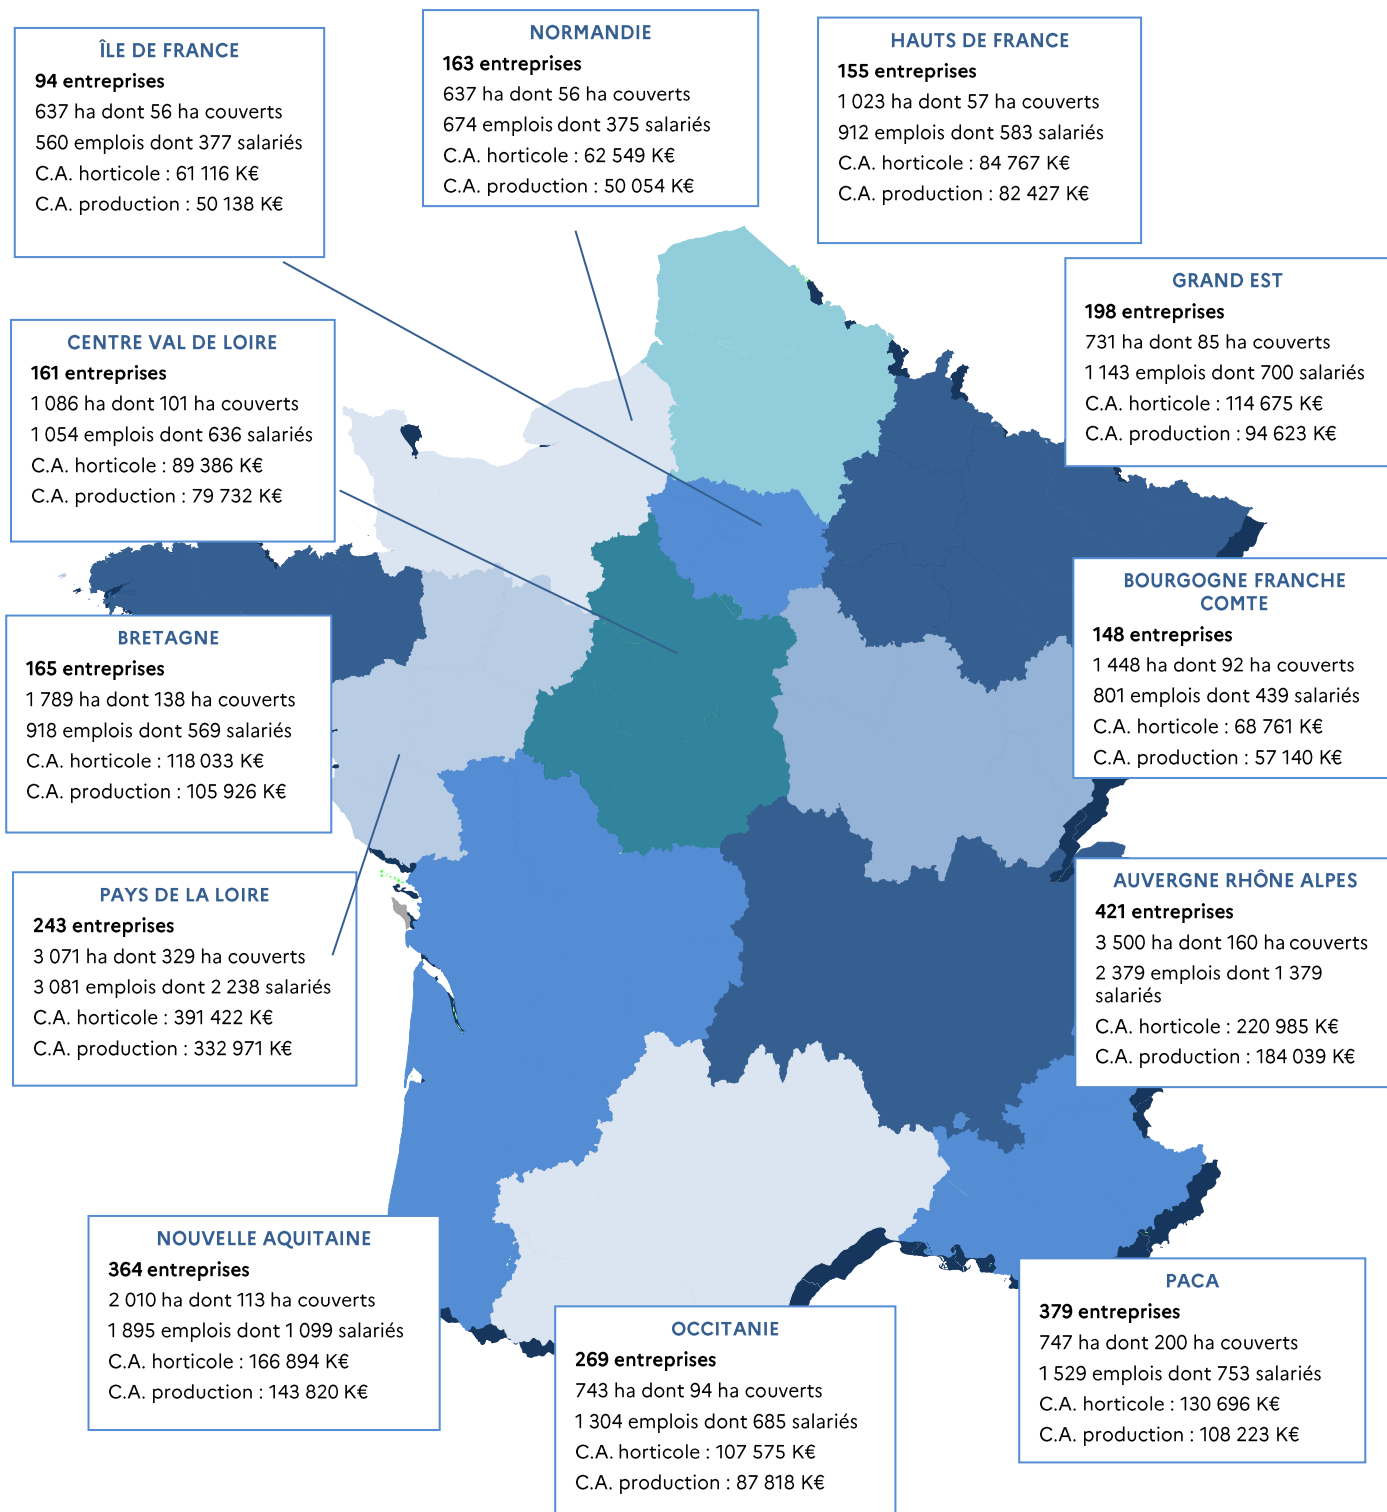 ÎLE DE FRANCE
94 entreprises
637 ha dont 56 ha couverts
560 emplois dont 377 salariés
C.A. horticole : 61 116 K€
C.A. production : 50 138 K€
NORMANDIE
163 entreprises
637 ha dont 56 ha couverts
674 emplois dont 375 salariés
C.A. horticole : 62 549 K€
C.A. production : 50 054 K€
HAUTS DE FRANCE
155 entreprises
1 023 ha dont 57 ha couverts
912 emplois dont 583 salariés
C.A. horticole : 84 767 K€
C.A. production : 82 427 K€
GRAND EST
198 entreprises
731 ha dont 85 ha couverts
1 143 emplois dont 700 salariés
C.A. horticole : 114 675 K€
C.A. production : 94 623 K€
CENTRE VAL DE LOIRE
161 entreprises
1 086 ha dont 101 ha couverts
1 054 emplois dont 636 salariés
C.A. horticole : 89 386 K€
C.A. production : 79 732 K€
BOURGOGNE FRANCHE
COMTE
148 entreprises
1 448 ha dont 92 ha couverts
801 emplois dont 439 salariés
C.A. horticole : 68 761 K€
C.A. production : 57 140 K€
BRETAGNE
165 entreprises
1 789 ha dont 138 ha couverts
918 emplois dont 569 salariés
C.A. horticole : 118 033 K€
C.A. production : 105 926 K€
PAYS DE LA LOIRE
243 entreprises
3 071 ha dont 329 ha couverts
3 081 emplois dont 2 238 salariés
C.A. horticole : 391 422 K€
C.A. production : 332 971 K€
AUVERGNE RHÔNE ALPES
421 entreprises
3 500 ha dont 160 ha couverts
2 379 emplois dont 1 379
salariés
C.A. horticole : 220 985 K€
C.A. production : 184 039 K€
NOUVELLE AQUITAINE
364 entreprises
2 010 ha dont 113 ha couverts
1 895 emplois dont 1 099 salariés
C.A. horticole : 166 894 K€
C.A. production : 143 820 K€
OCCITANIE
269 entreprises
743 ha dont 94 ha couverts
1 304 emplois dont 685 salariés
C.A. horticole : 107 575 K€
C.A. production : 87 818 K€
PACA
379 entreprises
747 ha dont 200 ha couverts
1 529 emplois dont 753 salariés
C.A. horticole : 130 696 K€
C.A. production : 108 223 K€